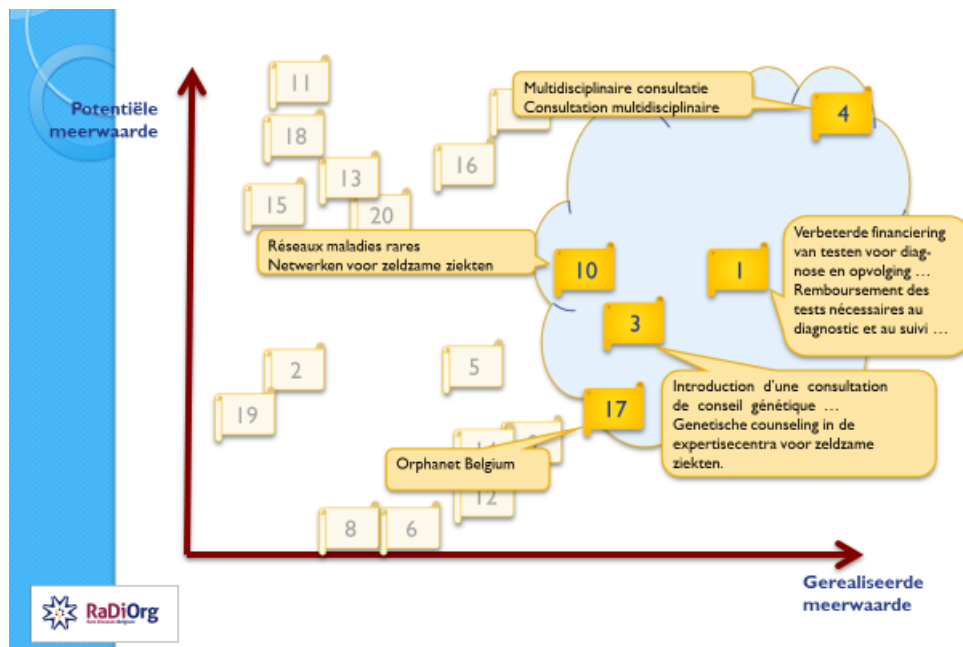 Potentiële
meerwaarde
11
Multidisciplinaire consultatie
Consultation multidisciplinaire
4
18
16
13
15
20
Réseaux maladies rares
Netwerken voor zeldzame ziekten
10
1
Verbeterde financiering
van testen voor diag-
nose en opvolging ...
Remboursement des
tests nécessaires au
diagnostic et au suivi ...
3
2
5
19
17
Introduction d'une consultation
de conseil génétique ...
Genetische counseling in de
expertisecentra voor zeldzame
ziekten.
Orphanet Belgium
12
8
6
Gerealiseerde
meerwaarde
RaDiOrg
Rare Diseases Belgium